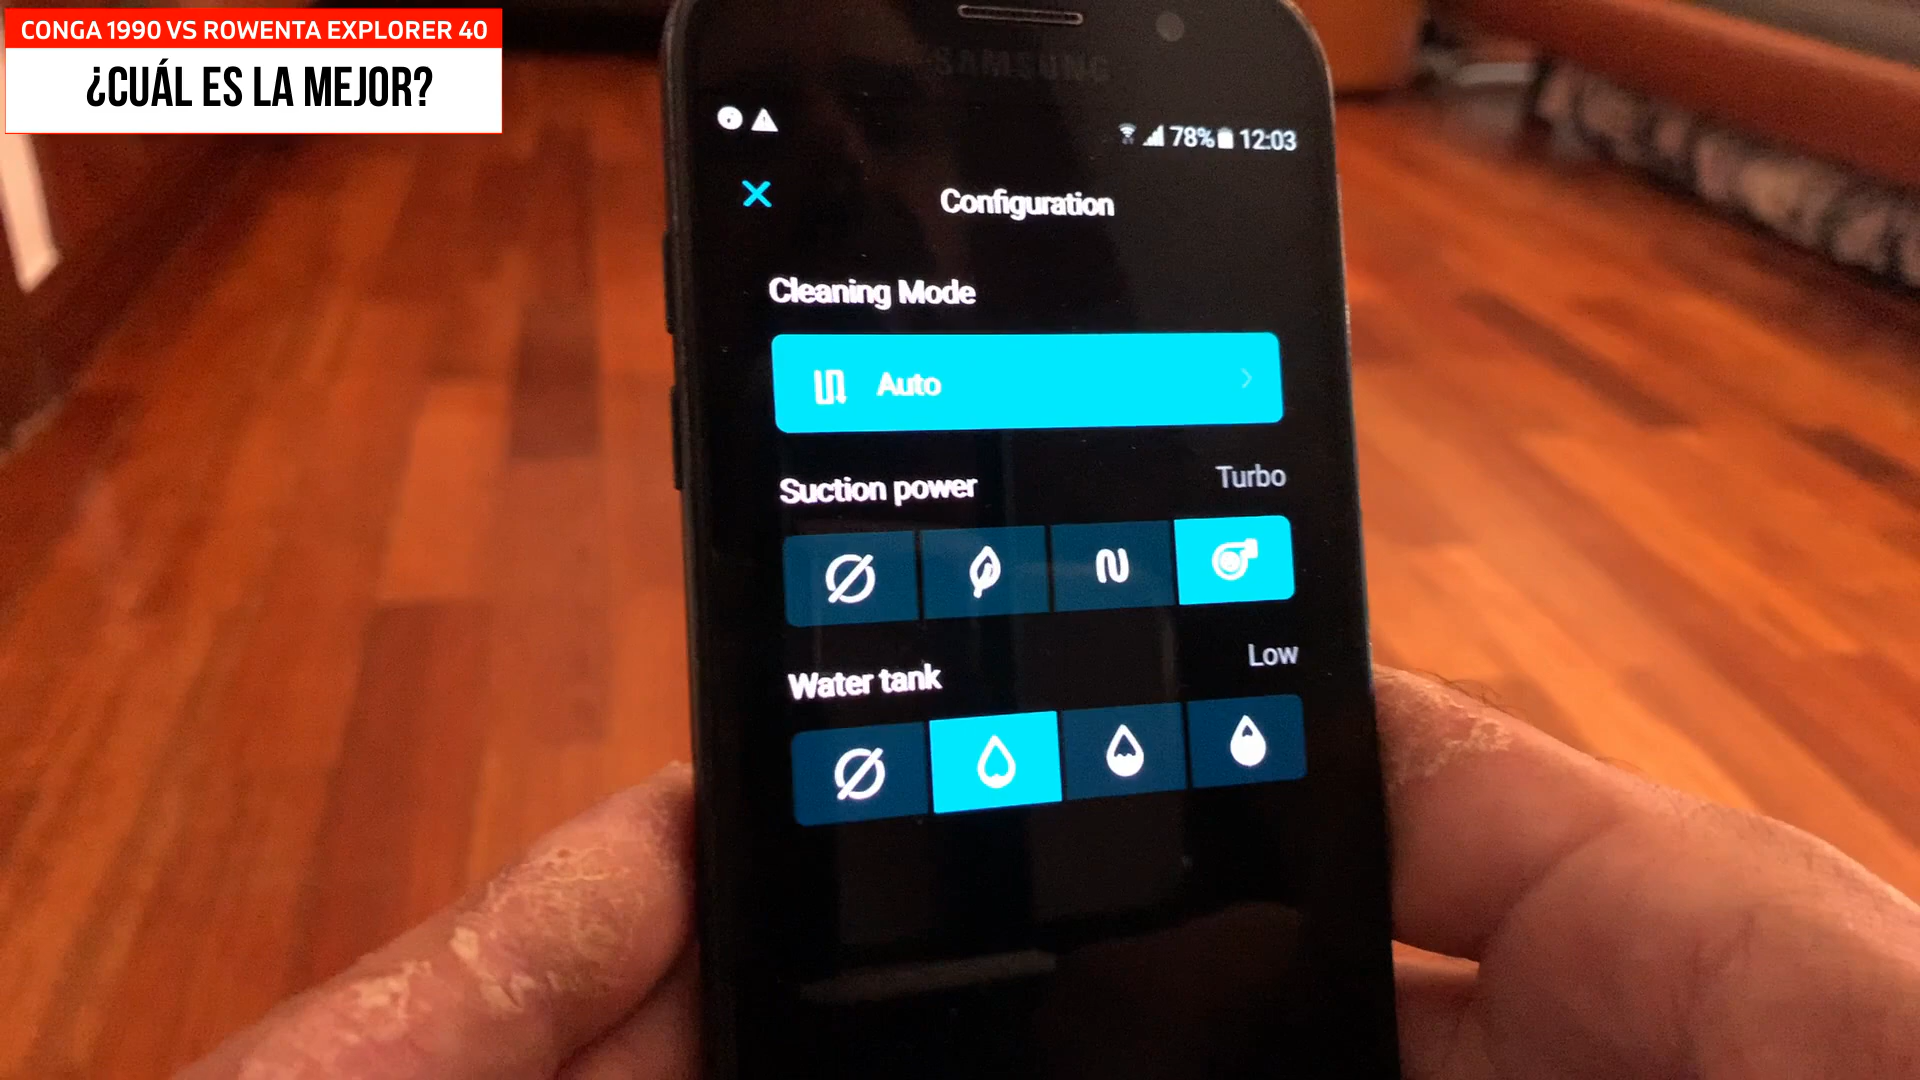 CONGA 1990 VS ROWENTA EXPLORER 40
¿CUÁL ES LA MEJOR?
SAMSUNG
78% 12:03
Configuration
Cleaning Mode
Auto
Suction power
Turbo
Water tank
Low